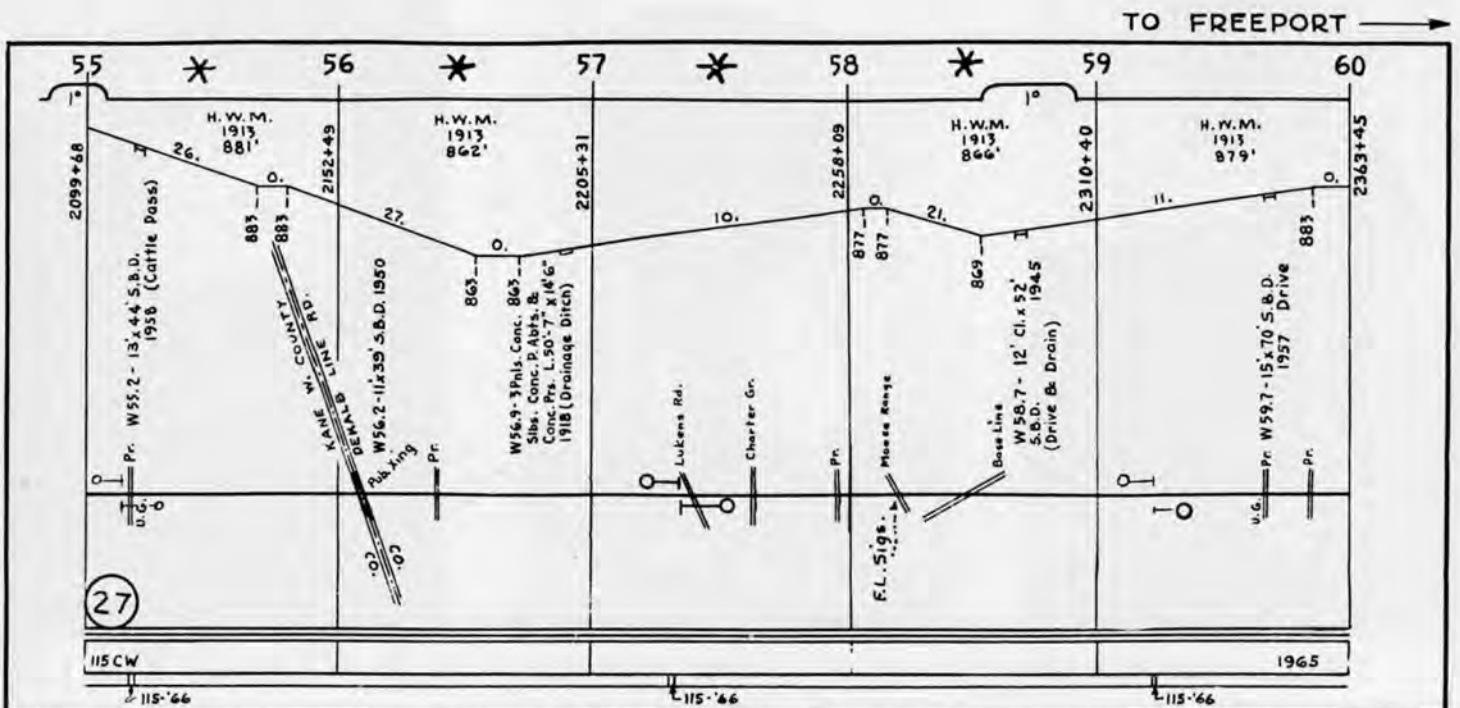 TO FREEPORT
55 56 57 58 59 60
1°
1°
H.W.M.
1913
881'
H.W.M.
1913
862'
H.W.M.
1913
866'
H.W.M.
1913
879'
2099+68
2152+49
2205+31
2258+09
2310+40
2363+45
26.
0.
27.
0.
10.
0.
21.
11.
0.
883
883
863
863
877
877
869
883
W55.2 - 13'x 44' S.B.D.
1958 (Cattle Pass)
KANE W. COUNTY
DEKALB LINE RD.
CO.
CO.
W56.2 - 11'x39' S.B.D. 1950
Pub. Xing
W56.9 - 3 Pnls. Conc.
Slbs. Conc. P. Abts. &
Conc. Prs. L.50'-7" x 14'6"
1918 (Drainage Ditch)
W58.7 - 12' Cl. x 52'
S.B.D. 1945
(Drive & Drain)
W59.7 - 15'x 70' S.B.D.
1957 Drive
Pr.
U.G.
Pr.
Lukens Rd.
Charter Gr.
Pr.
Moose Range
Base Line
F.L. Sigs.
Pr.
U.G.
Pr.
27
115 CW 1965
115-'66
115-'66
115-'66